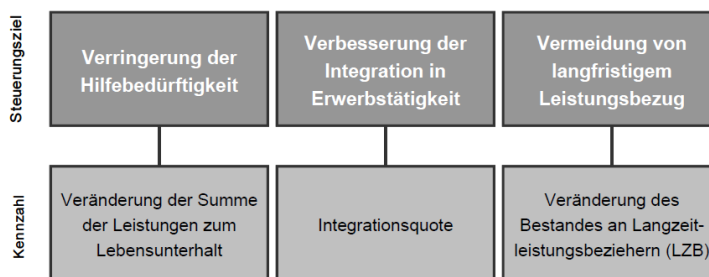 Steuerungsziel
Verringerung der
Hilfebedürftigkeit
Verbesserung der
Integration in
Erwerbstätigkeit
Vermeidung von
langfristigem
Leistungsbezug
Kennzahl
Veränderung der Summe
der Leistungen zum
Lebensunterhalt
Integrationsquote
Veränderung des
Bestandes an Langzeit-
leistungsbeziehern (LZB)